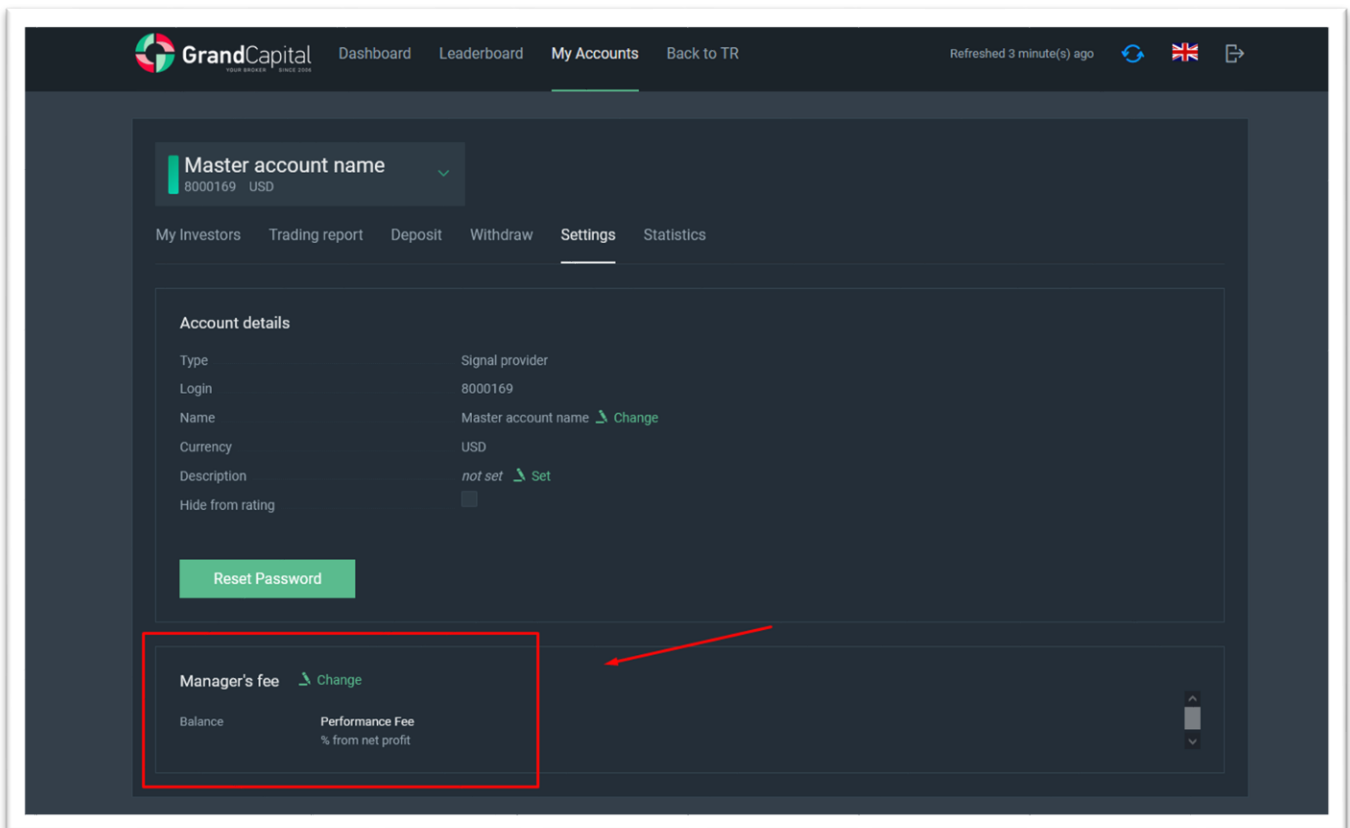 GrandCapital
YOUR BROKER SINCE 2006
Dashboard Leaderboard My Accounts Back to TR Refreshed 3 minute(s) ago
Master account name
8000169 USD
My Investors Trading report Deposit Withdraw Settings Statistics
Account details
Type Signal provider
Login 8000169
Name Master account name Change
Currency USD
Description not set Set
Hide from rating
Reset Password
Manager's fee Change
Balance Performance Fee
% from net profit